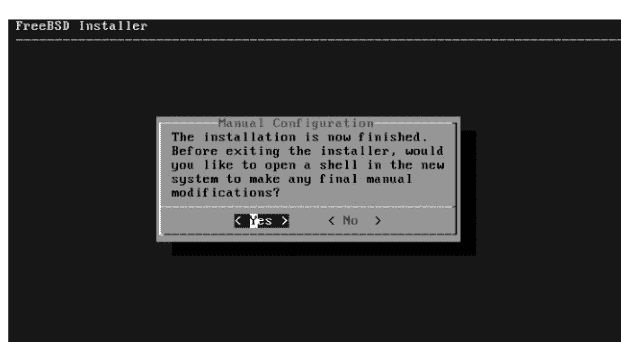 FreeBSD Installer
Manual Configuration
The installation is now finished.
Before exiting the installer, would
you like to open a shell in the new
system to make any final manual
modifications?
< Yes > < No >